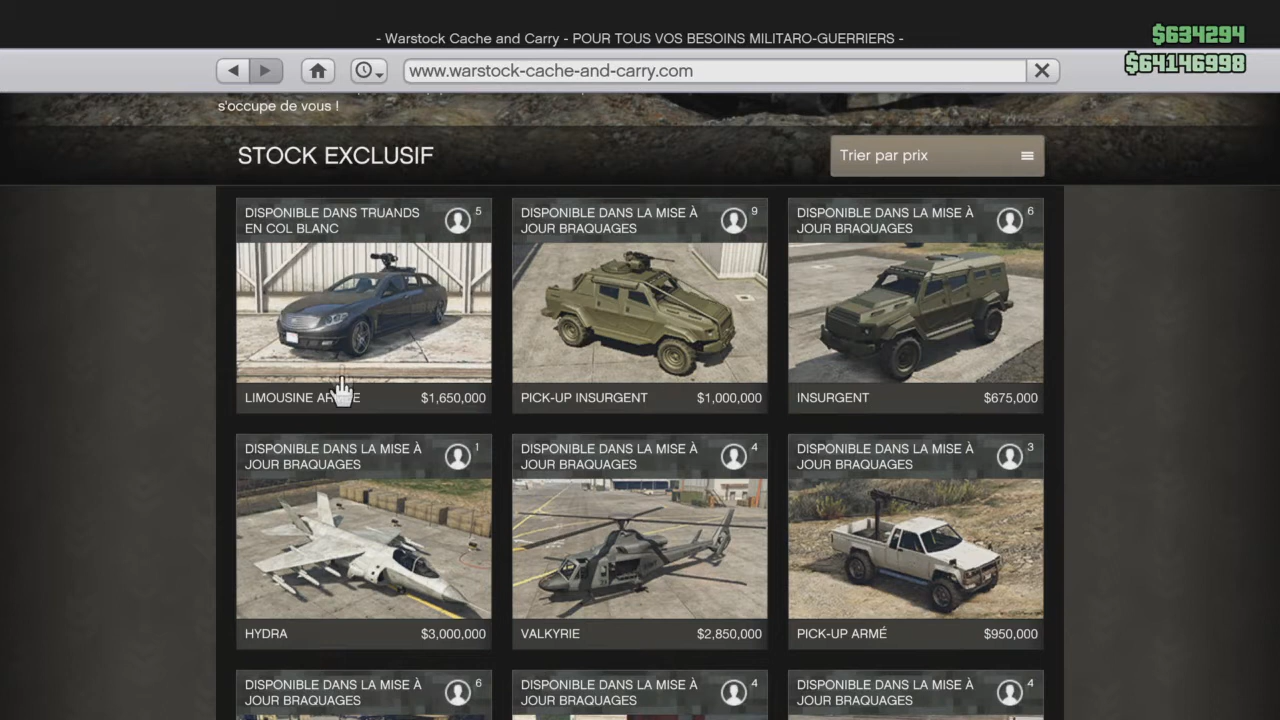 - Warstock Cache and Carry - POUR TOUS VOS BESOINS MILITARO-GUERRIERS -
$634294
$64146998
www.warstock-cache-and-carry.com
s'occupe de vous !
STOCK EXCLUSIF
Trier par prix
DISPONIBLE DANS TRUANDS
EN COL BLANC
5
DISPONIBLE DANS LA MISE À
JOUR BRAQUAGES
9
DISPONIBLE DANS LA MISE À
JOUR BRAQUAGES
6
LIMOUSINE
$1,650,000
PICK-UP INSURGENT
$1,000,000
INSURGENT
$675,000
DISPONIBLE DANS LA MISE À
JOUR BRAQUAGES
1
DISPONIBLE DANS LA MISE À
JOUR BRAQUAGES
4
DISPONIBLE DANS LA MISE À
JOUR BRAQUAGES
3
HYDRA
$3,000,000
VALKYRIE
$2,850,000
PICK-UP ARMÉ
$950,000
DISPONIBLE DANS LA MISE À
JOUR BRAQUAGES
6
DISPONIBLE DANS LA MISE À
JOUR BRAQUAGES
4
DISPONIBLE DANS LA MISE À
JOUR BRAQUAGES
4